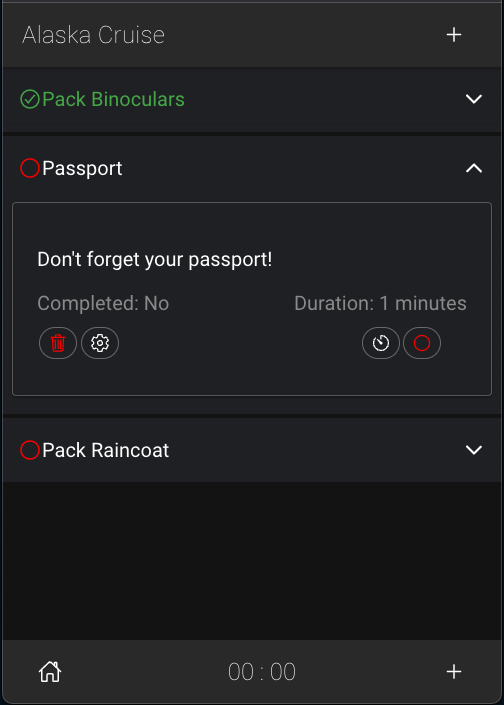 Alaska Cruise +
Pack Binoculars
Passport
Don't forget your passport!
Completed: No Duration: 1 minutes
Pack Raincoat
00 : 00 +